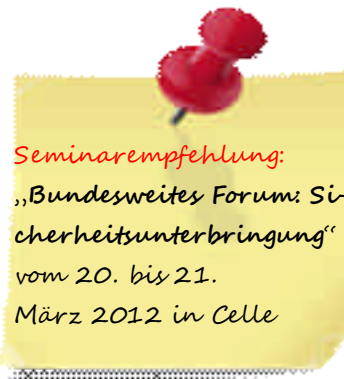 Seminarempfehlung:
„Bundesweites Forum: Si-
cherheitsunterbringung“
vom 20. bis 21.
März 2012 in Celle